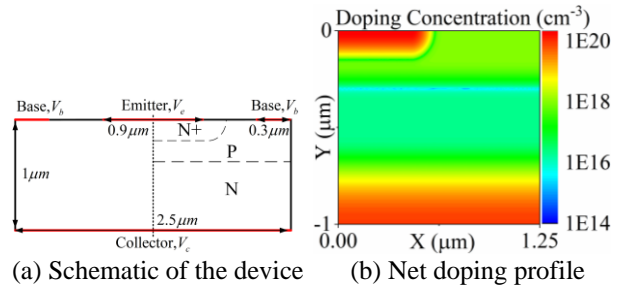 Doping Concentration (cm⁻³)
0
1E20
Base,V_b Emitter,V_e Base,V_b
N+
0.9μm 0.3μm
1E18
P
Y (μm)
1μm
N
1E16
2.5μm
-1
1E14
Collector,V_c
0.00 X (μm) 1.25
(a) Schematic of the device (b) Net doping profile